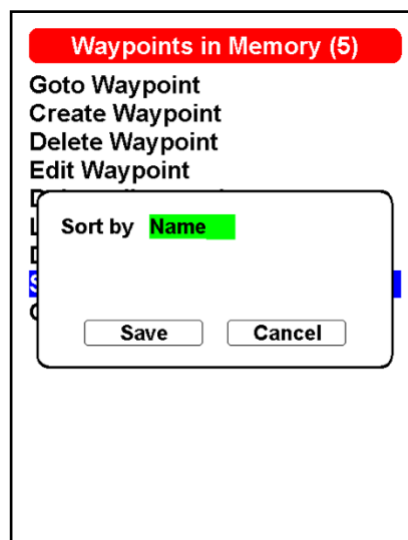 Waypoints in Memory (5)
Goto Waypoint
Create Waypoint
Delete Waypoint
Edit Waypoint
Sort by Name
Save Cancel